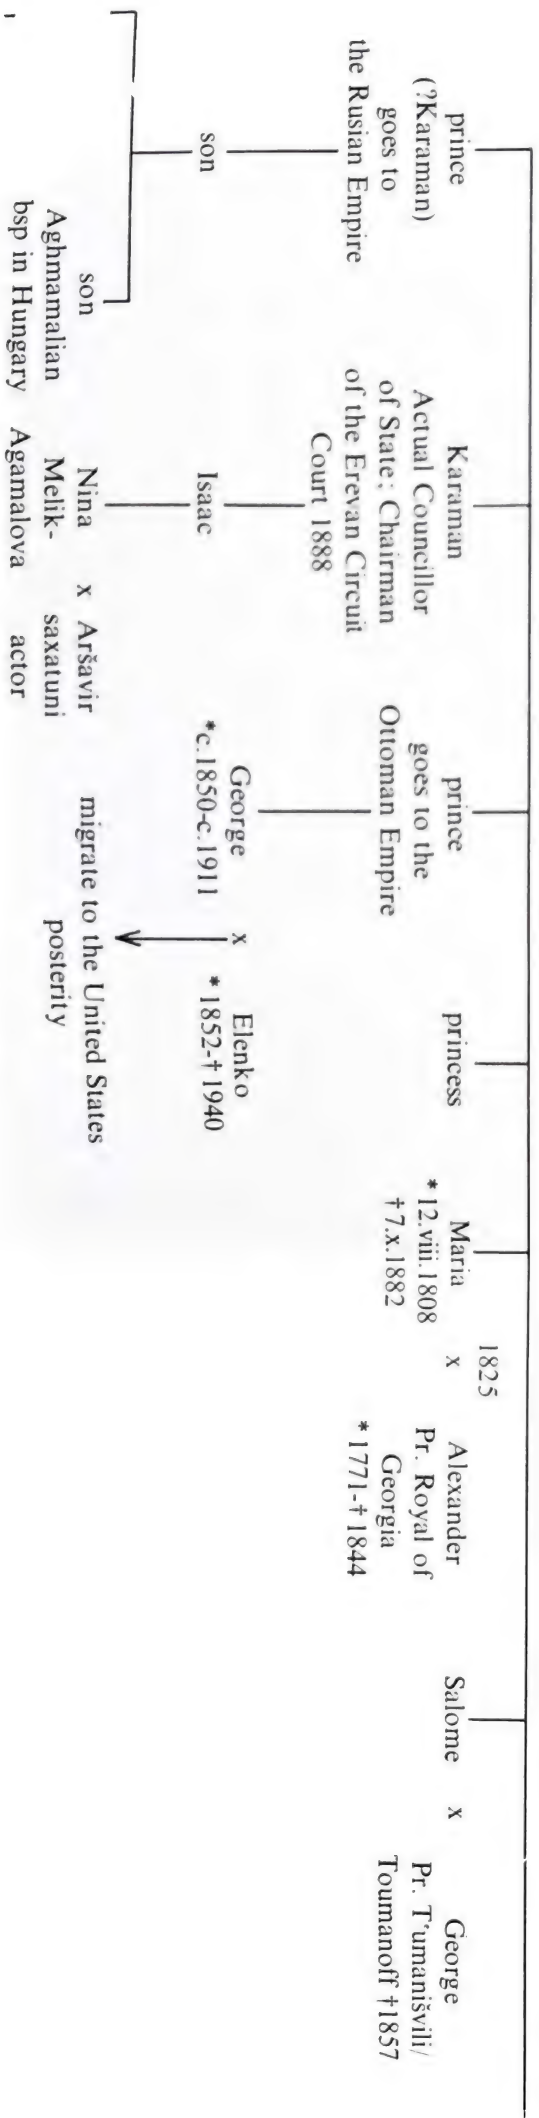 prince
(?Karaman)
goes to
the Rusian Empire
Karaman
Actual Councillor
of State; Chairman
of the Erevan Circuit
Court 1888
prince
goes to the
Ottoman Empire
princess
Maria
* 12.viii.1808
† 7.x.1882
1825
x
Alexander
Pr. Royal of
Georgia
* 1771-† 1844
Salome
x
George
Pr. T'umanišvili/
Toumanoff †1857
son
Isaac
George
*c.1850-c.1911
x
Elenko
* 1852-† 1940
son
Aghmamalian
bsp in Hungary
Nina
Melik-
Agamalova
x
Aršavir
saxatuni
actor
migrate to the United States
posterity